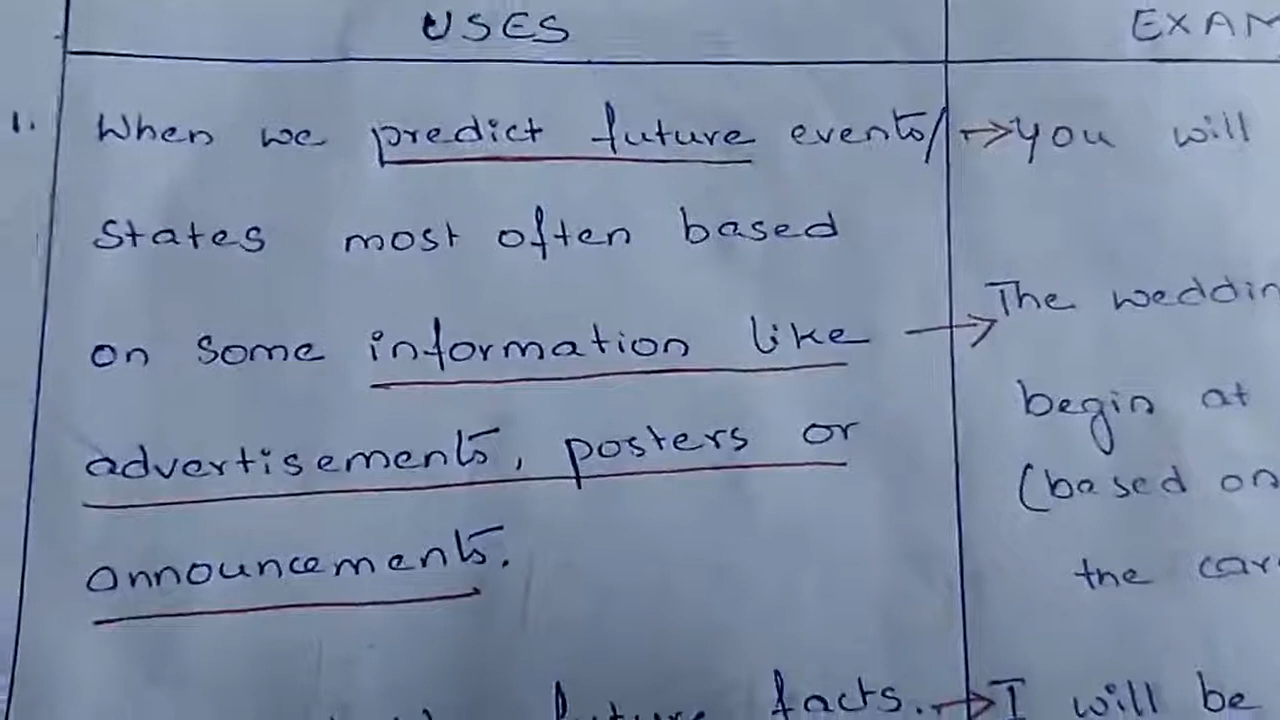 USES
1. When we predict future events/
states most often based
on some information like
advertisements, posters or
announcements.
future facts.
EXAM
→ you will
→ The weddin
begin at
(based on
the car
→ I will be